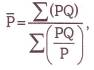 P̅ = ∑(PQ) / ∑(PQ/P),